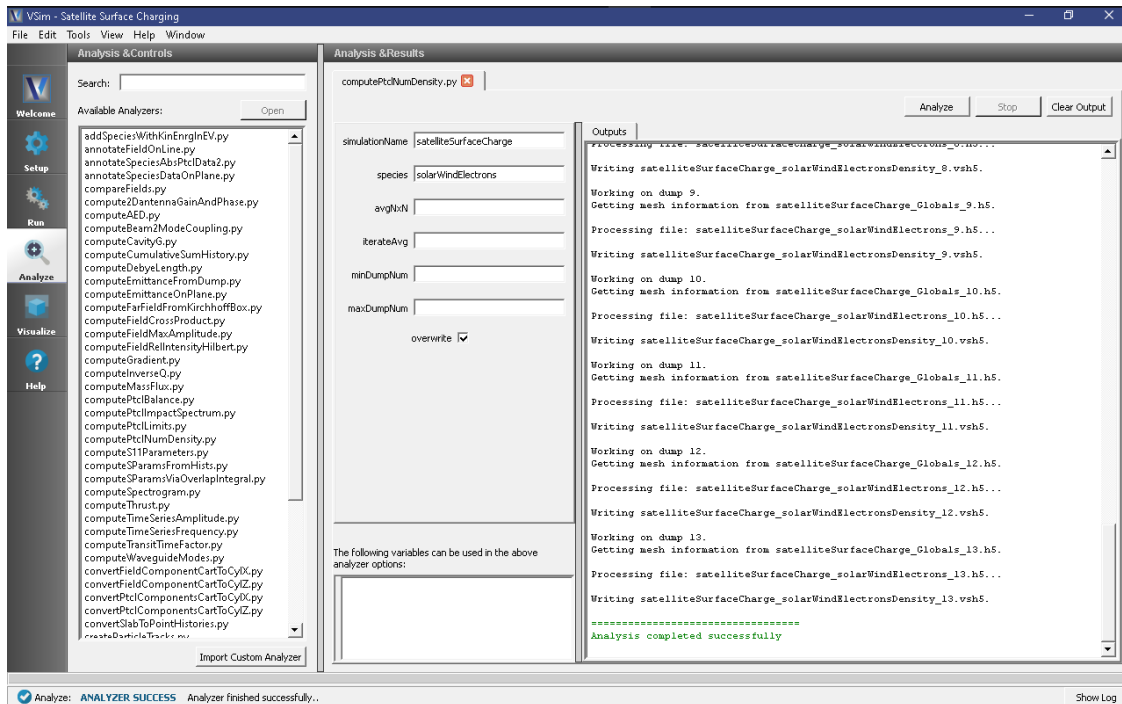 VSim - Satellite Surface Charging
File Edit Tools View Help Window
Analysis &Controls
Search:
Available Analyzers:
Open
addSpeciesWithKinEnrgInEV.py
annotateFieldOnLine.py
annotateSpeciesAbsPtclData2.py
annotateSpeciesDataOnPlane.py
compareFields.py
compute2DantennaGainAndPhase.py
computeAED.py
computeBeam2ModeCoupling.py
computeCavityG.py
computeCumulativeSumHistory.py
computeDebyeLength.py
computeEmittanceFromDump.py
computeEmittanceOnPlane.py
computeFarFieldFromKirchhoffBox.py
computeFieldCrossProduct.py
computeFieldMaxAmplitude.py
computeFieldRelIntensityHilbert.py
computeGradient.py
computeInverseQ.py
computeMassFlux.py
computePtclBalance.py
computePtclImpactSpectrum.py
computePtclLimits.py
computePtclNumDensity.py
computeS11Parameters.py
computeSParamsFromHists.py
computeSParamsViaOverlapIntegral.py
computeSpectrogram.py
computeThrust.py
computeTimeSeriesAmplitude.py
computeTimeSeriesFrequency.py
computeTransitTimeFactor.py
computeWaveguideModes.py
convertFieldComponentCartToCylX.py
convertFieldComponentCartToCylZ.py
convertPtclComponentsCartToCylX.py
convertPtclComponentsCartToCylZ.py
convertSlabToPointHistories.py
createParticleTracks.py
Import Custom Analyzer
Welcome
Setup
Run
Analyze
Visualize
Help
Analysis &Results
computePtclNumDensity.py
Analyze
Stop
Clear Output
simulationName satelliteSurfaceCharge
species solarWindElectrons
avgNxN
iterateAvg
minDumpNum
maxDumpNum
overwrite
The following variables can be used in the above
analyzer options:
Outputs
Processing file: satelliteSurfaceCharge_solarWindElectrons_8.h5...
Writing satelliteSurfaceCharge_solarWindElectronsDensity_8.vsh5.
Working on dump 9.
Getting mesh information from satelliteSurfaceCharge_Globals_9.h5.
Processing file: satelliteSurfaceCharge_solarWindElectrons_9.h5...
Writing satelliteSurfaceCharge_solarWindElectronsDensity_9.vsh5.
Working on dump 10.
Getting mesh information from satelliteSurfaceCharge_Globals_10.h5.
Processing file: satelliteSurfaceCharge_solarWindElectrons_10.h5...
Writing satelliteSurfaceCharge_solarWindElectronsDensity_10.vsh5.
Working on dump 11.
Getting mesh information from satelliteSurfaceCharge_Globals_11.h5.
Processing file: satelliteSurfaceCharge_solarWindElectrons_11.h5...
Writing satelliteSurfaceCharge_solarWindElectronsDensity_11.vsh5.
Working on dump 12.
Getting mesh information from satelliteSurfaceCharge_Globals_12.h5.
Processing file: satelliteSurfaceCharge_solarWindElectrons_12.h5...
Writing satelliteSurfaceCharge_solarWindElectronsDensity_12.vsh5.
Working on dump 13.
Getting mesh information from satelliteSurfaceCharge_Globals_13.h5.
Processing file: satelliteSurfaceCharge_solarWindElectrons_13.h5...
Writing satelliteSurfaceCharge_solarWindElectronsDensity_13.vsh5.
==================================
Analysis completed successfully
Analyze: ANALYZER SUCCESS Analyzer finished successfully..
Show Log